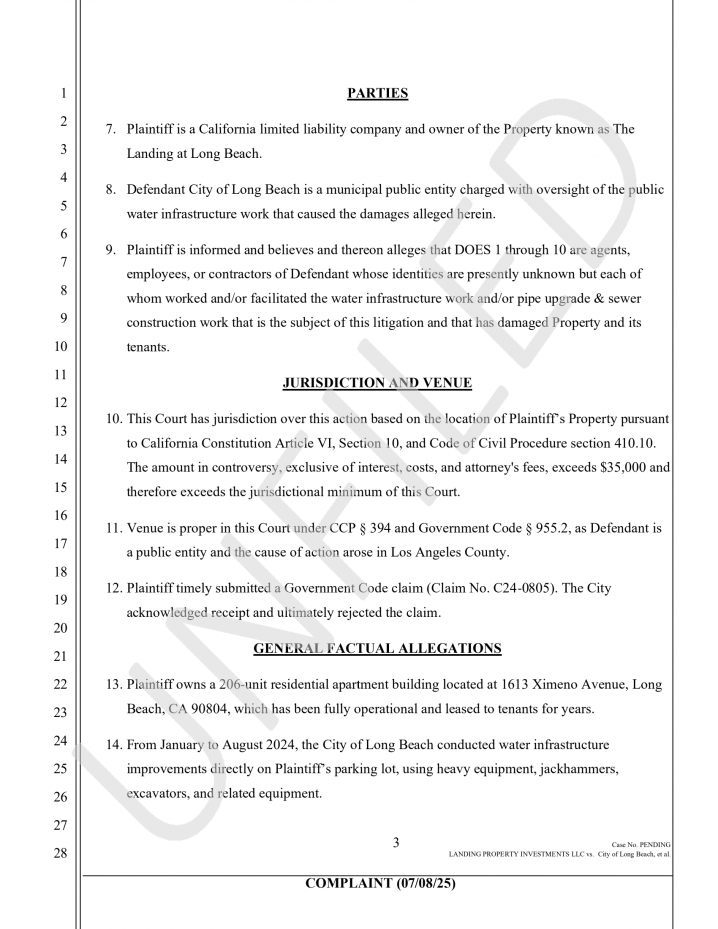 1
2
3
4
5
6
7
8
9
10
11
12
13
14
15
16
17
18
19
20
21
22
23
24
25
26
27
28
PARTIES
7. Plaintiff is a California limited liability company and owner of the Property known as The
Landing at Long Beach.
8. Defendant City of Long Beach is a municipal public entity charged with oversight of the public
water infrastructure work that caused the damages alleged herein.
9. Plaintiff is informed and believes and thereon alleges that DOES 1 through 10 are agents,
employees, or contractors of Defendant whose identities are presently unknown but each of
whom worked and/or facilitated the water infrastructure work and/or pipe upgrade & sewer
construction work that is the subject of this litigation and that has damaged Property and its
tenants.
JURISDICTION AND VENUE
10. This Court has jurisdiction over this action based on the location of Plaintiff’s Property pursuant
to California Constitution Article VI, Section 10, and Code of Civil Procedure section 410.10.
The amount in controversy, exclusive of interest, costs, and attorney's fees, exceeds $35,000 and
therefore exceeds the jurisdictional minimum of this Court.
11. Venue is proper in this Court under CCP § 394 and Government Code § 955.2, as Defendant is
a public entity and the cause of action arose in Los Angeles County.
12. Plaintiff timely submitted a Government Code claim (Claim No. C24-0805). The City
acknowledged receipt and ultimately rejected the claim.
GENERAL FACTUAL ALLEGATIONS
13. Plaintiff owns a 206-unit residential apartment building located at 1613 Ximeno Avenue, Long
Beach, CA 90804, which has been fully operational and leased to tenants for years.
14. From January to August 2024, the City of Long Beach conducted water infrastructure
improvements directly on Plaintiff’s parking lot, using heavy equipment, jackhammers,
excavators, and related equipment.
UNFILED
3
Case No. PENDING
LANDING PROPERTY INVESTMENTS LLC vs. City of Long Beach, et al.
COMPLAINT (07/08/25)